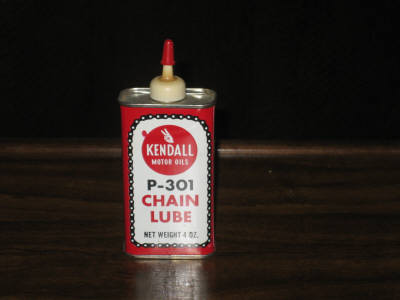 KENDALL
MOTOR OILS
P-301
CHAIN
LUBE
NET WEIGHT 4 OZ.